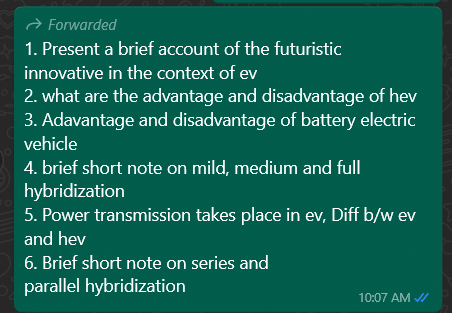 Forwarded
1. Present a brief account of the futuristic
innovative in the context of ev
2. what are the advantage and disadvantage of hev
3. Adavantage and disadvantage of battery electric
vehicle
4. brief short note on mild, medium and full
hybridization
5. Power transmission takes place in ev, Diff b/w ev
and hev
6. Brief short note on series and
parallel hybridization
10:07 AM